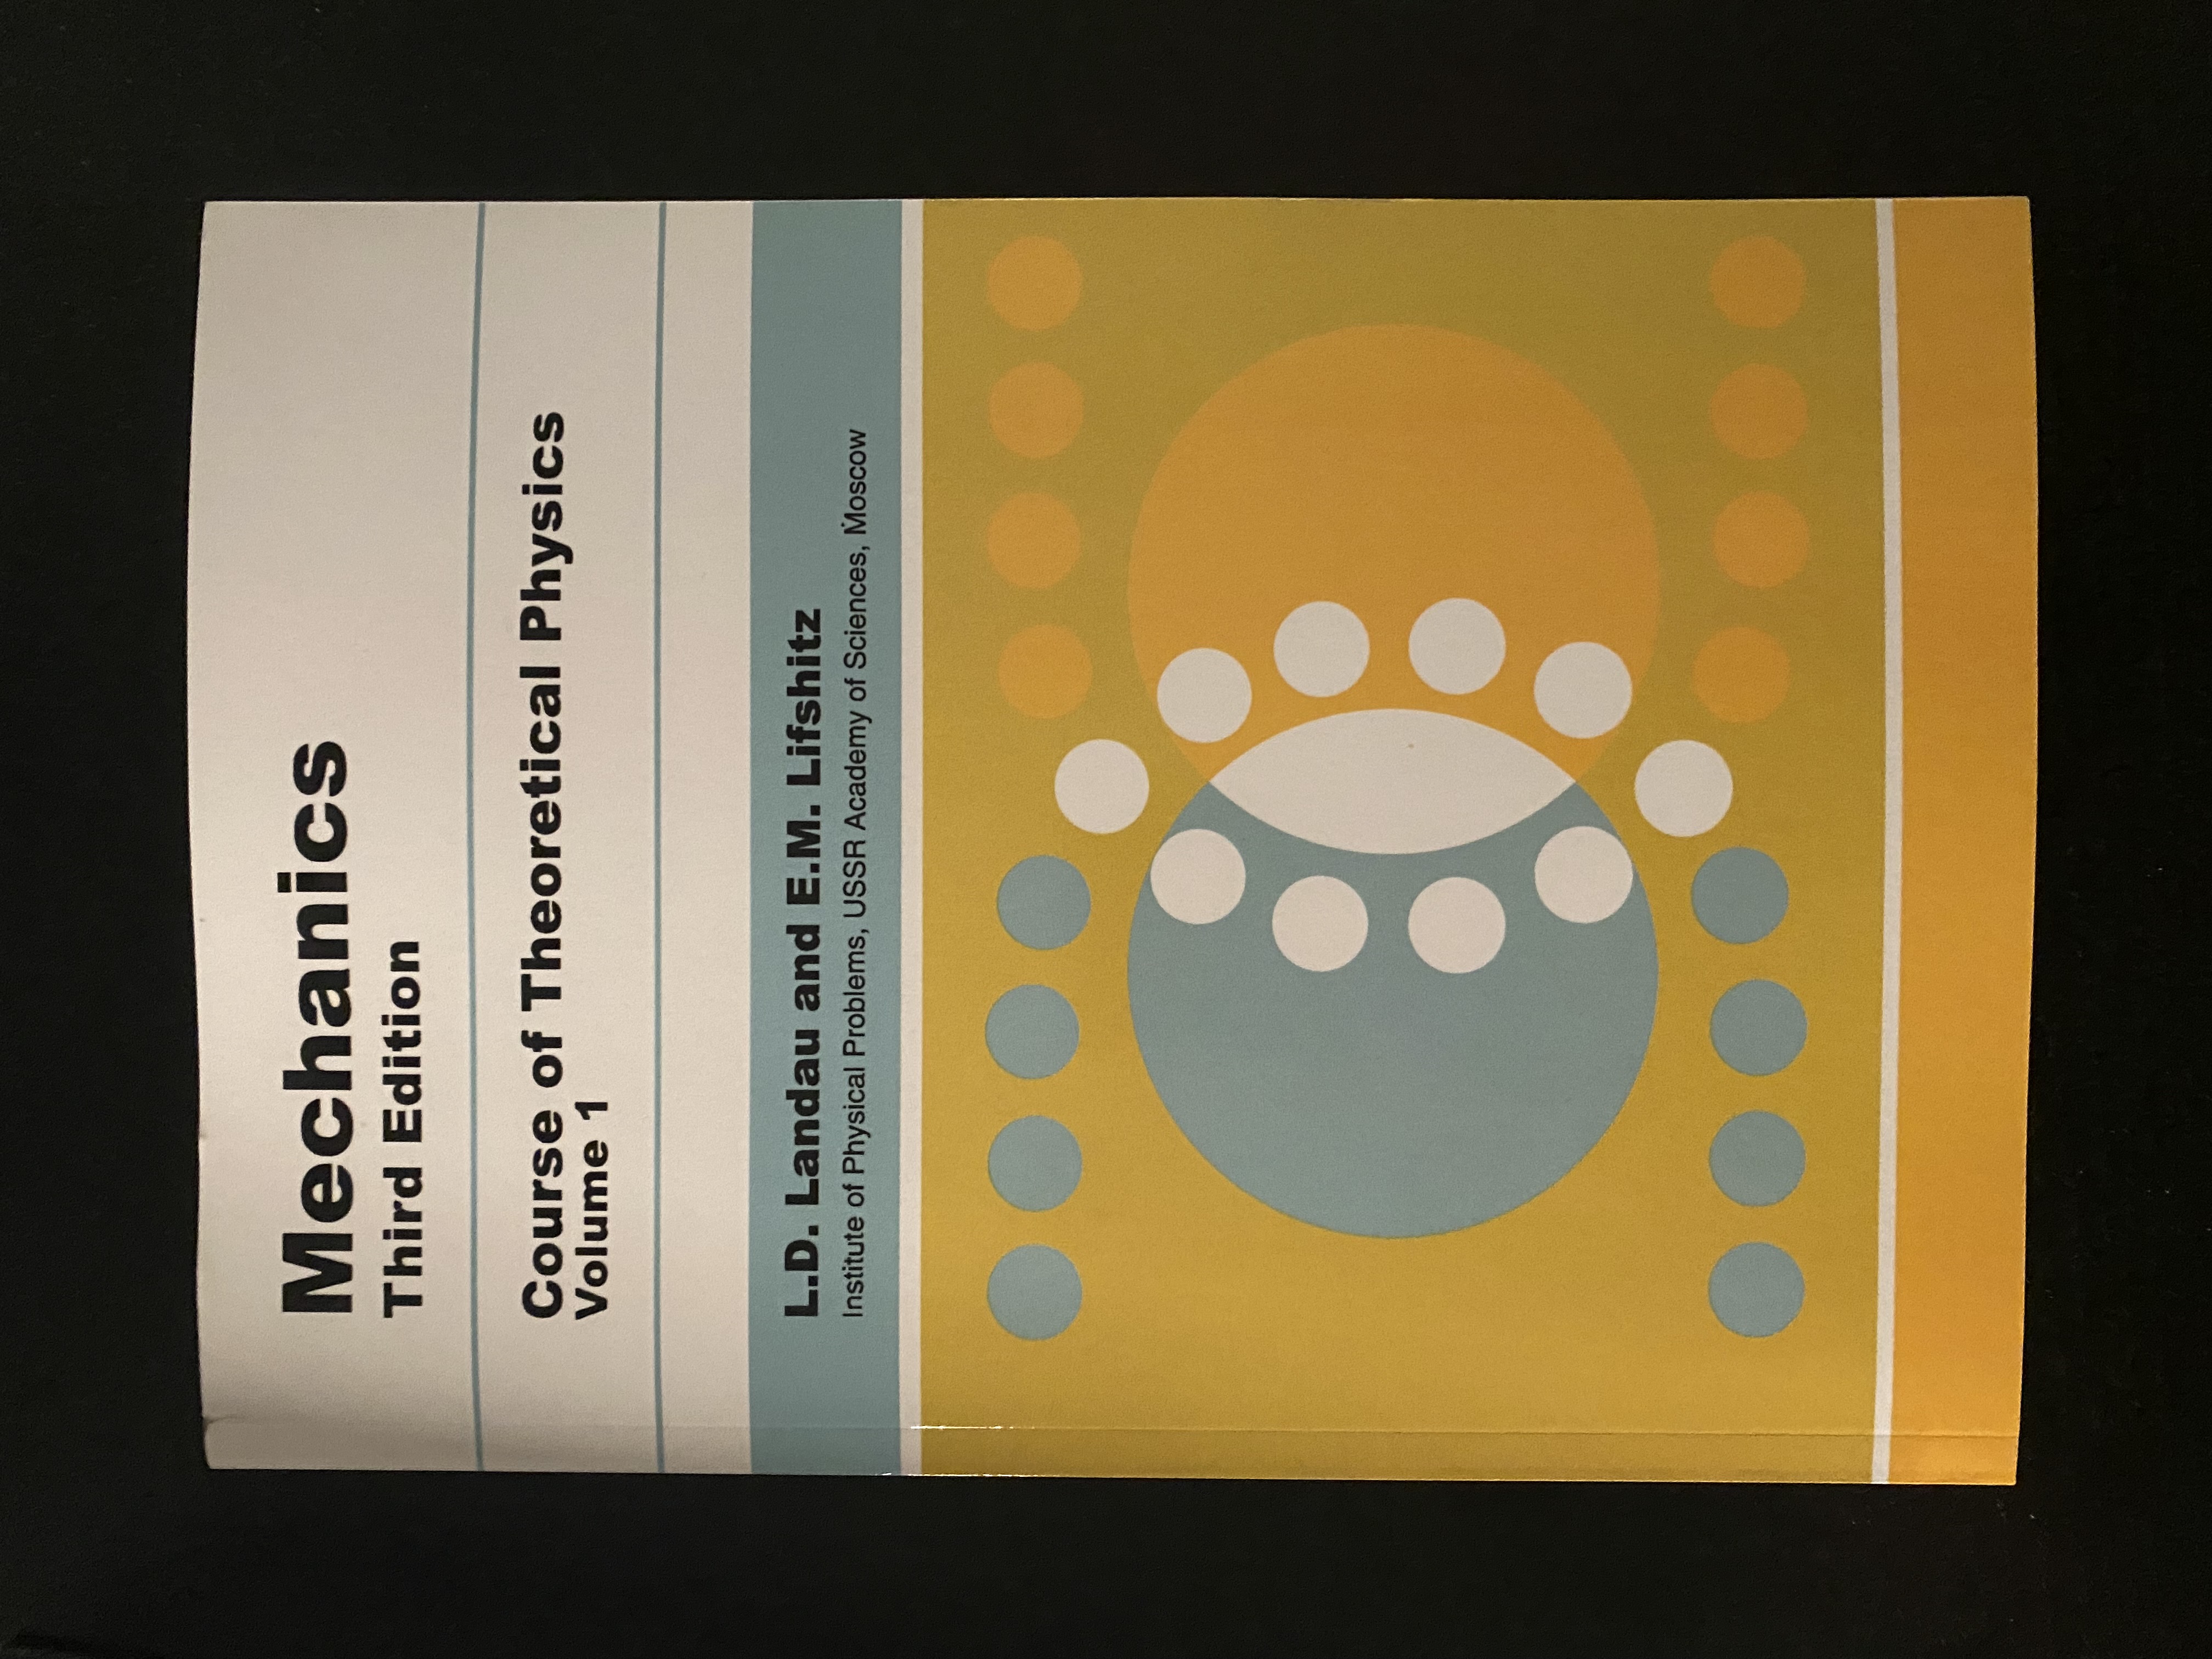 Mechanics
Third Edition
Course of Theoretical Physics
Volume 1
L.D. Landau and E.M. Lifshitz
Institute of Physical Problems, USSR Academy of Sciences, Moscow